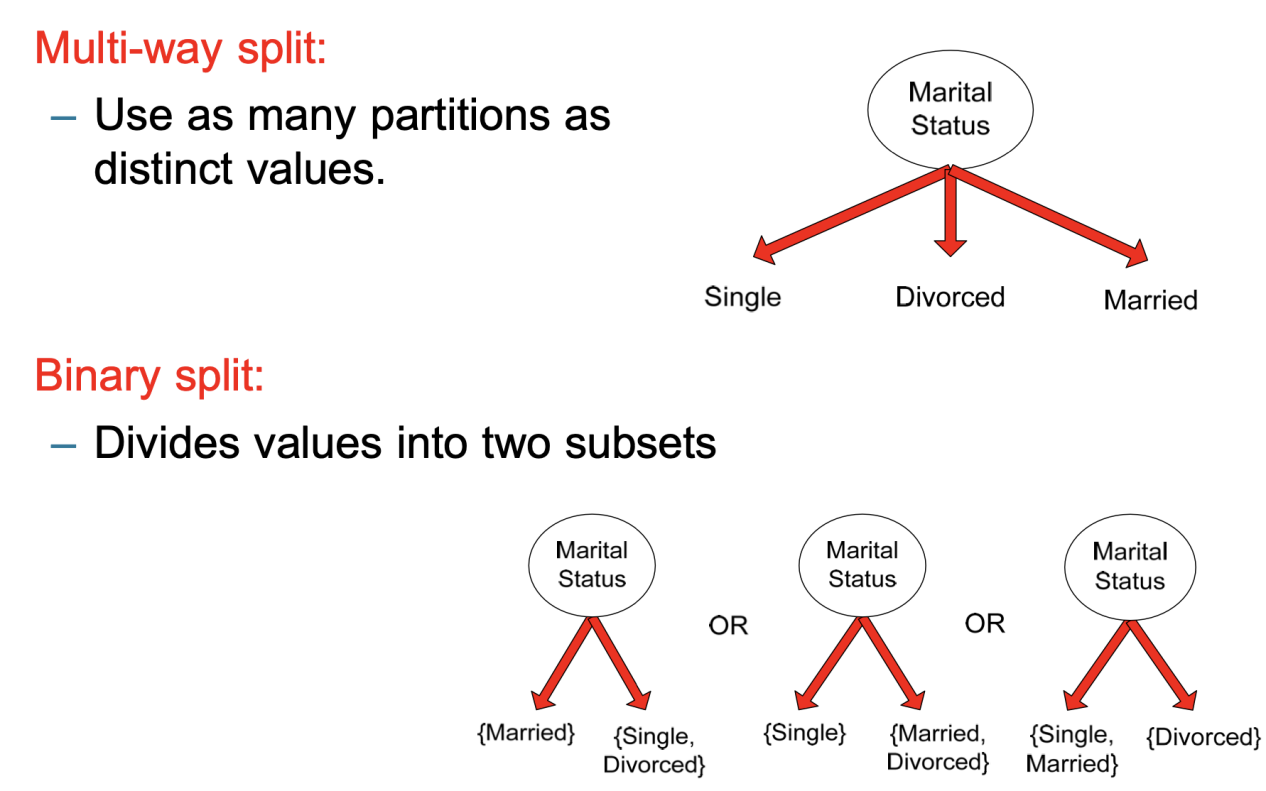 Multi-way split:
– Use as many partitions as
distinct values.
Marital
Status
Single
Divorced
Married
Binary split:
– Divides values into two subsets
Marital
Status
{Married}
{Single,
Divorced}
OR
Marital
Status
{Single}
{Married,
Divorced}
OR
Marital
Status
{Single,
Married}
{Divorced}